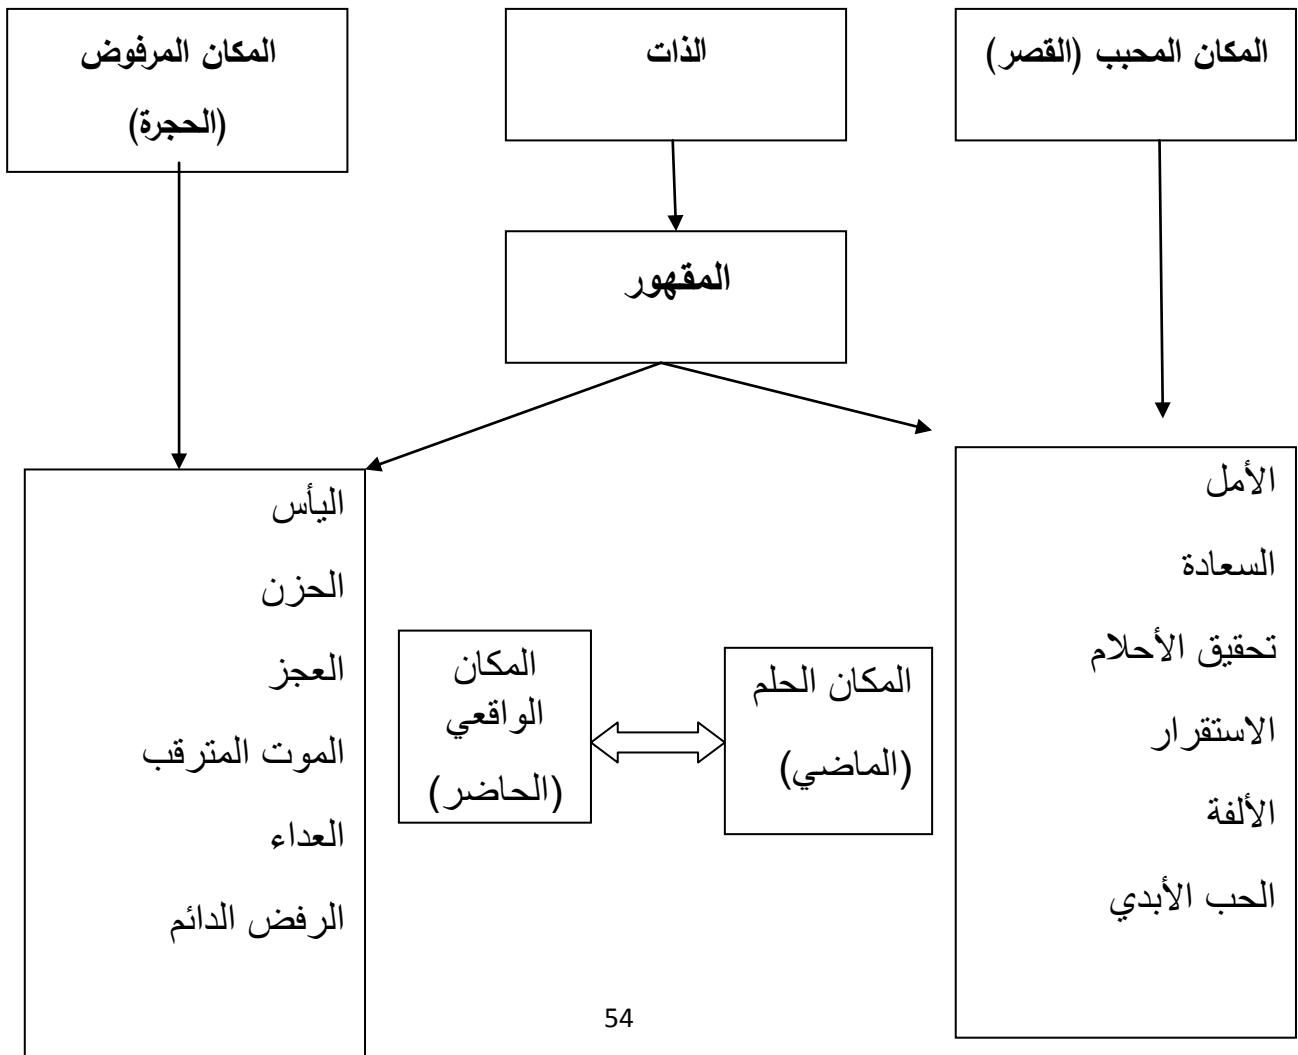 المكان المحبب (القصر)
الذات
المكان المرفوض
(الحجرة)
المقهور
الأمل
السعادة
تحقيق الأحلام
الاستقرار
الألفة
الحب الأبدي
المكان الحلم
(الماضي)
المكان
الواقعي
(الحاضر)
اليأس
الحزن
العجز
الموت المترقب
العداء
الرفض الدائم
54